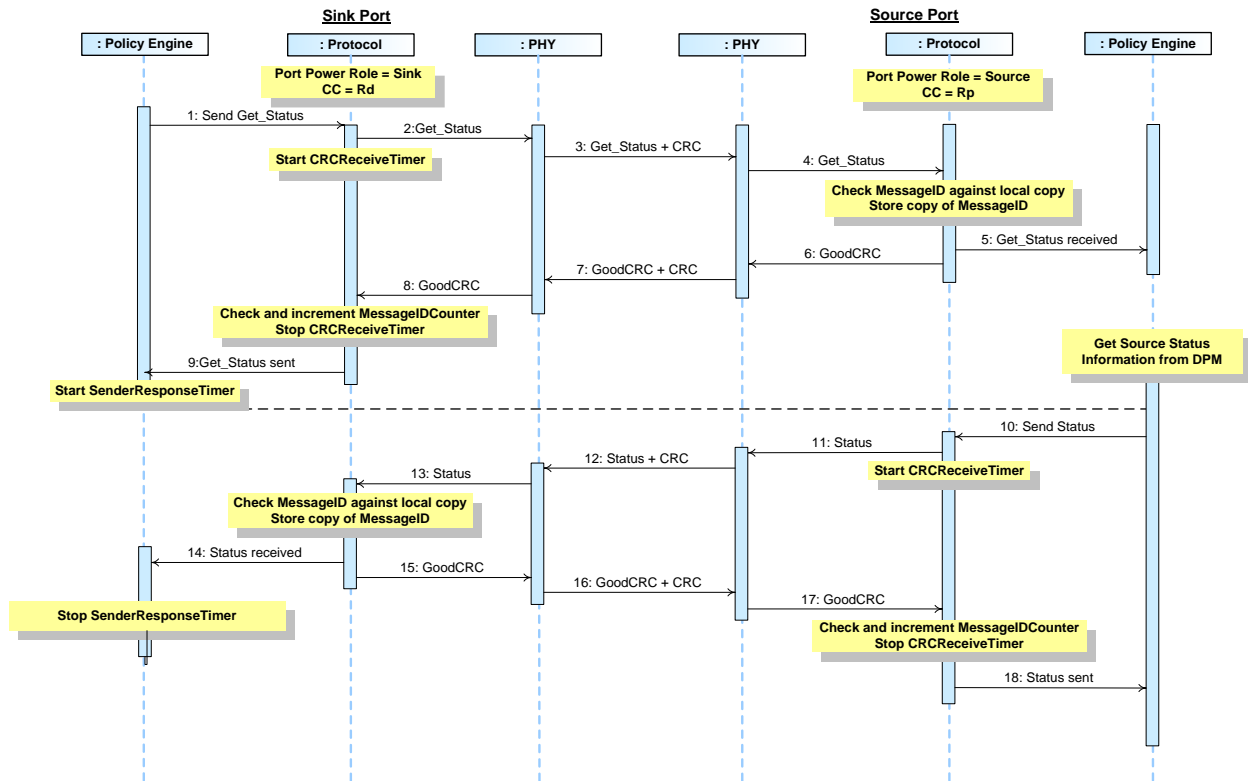 Sink Port
Source Port
: Policy Engine
: Protocol
: PHY
: PHY
: Protocol
: Policy Engine
Port Power Role = Sink
CC = Rd
Port Power Role = Source
CC = Rp
1: Send Get_Status
2:Get_Status
Start CRCReceiveTimer
3: Get_Status + CRC
4: Get_Status
Check MessageID against local copy
Store copy of MessageID
5: Get_Status received
6: GoodCRC
7: GoodCRC + CRC
8: GoodCRC
Check and increment MessageIDCounter
Stop CRCReceiveTimer
9:Get_Status sent
Start SenderResponseTimer
Get Source Status
Information from DPM
10: Send Status
11: Status
Start CRCReceiveTimer
12: Status + CRC
13: Status
Check MessageID against local copy
Store copy of MessageID
14: Status received
15: GoodCRC
16: GoodCRC + CRC
Stop SenderResponseTimer
17: GoodCRC
Check and increment MessageIDCounter
Stop CRCReceiveTimer
18: Status sent